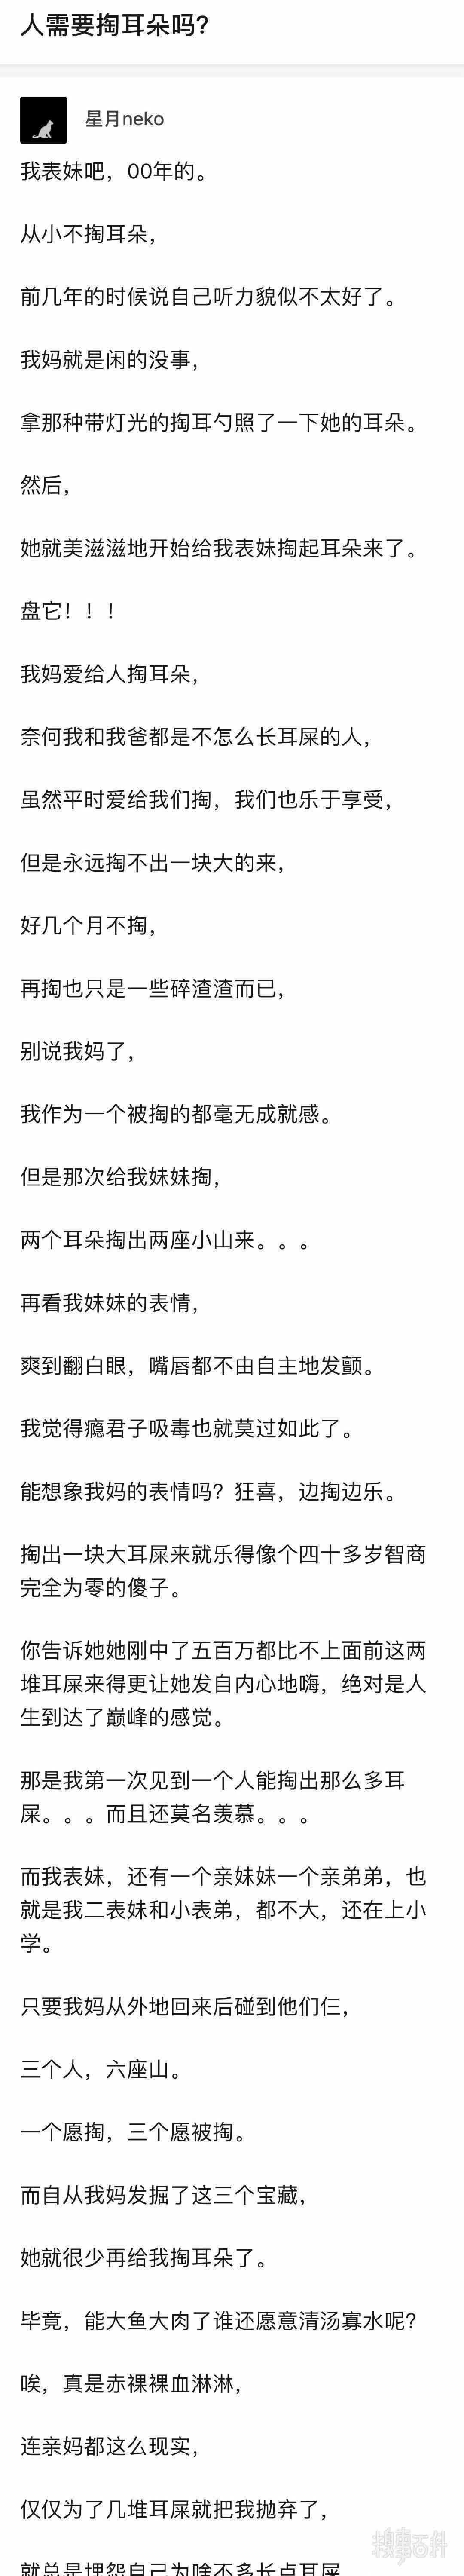 人需要掏耳朵吗?
星月neko
我表妹吧，00年的。
从小不掏耳朵，
前几年的时候说自己听力貌似不太好了。
我妈就是闲的没事，
拿那种带灯光的掏耳勺照了一下她的耳朵。
然后，
她就美滋滋地开始给我表妹掏起耳朵来了。
盘它！！！
我妈爱给人掏耳朵，
奈何我和我爸都是不怎么长耳屎的人，
虽然平时爱给我们掏，我们也乐于享受，
但是永远掏不出一块大的来，
好几个月不掏，
再掏也只是一些碎渣渣而已，
别说我妈了，
我作为一个被掏的都毫无成就感。
但是那次给我妹妹掏，
两个耳朵掏出两座小山来。。。
再看我妹妹的表情，
爽到翻白眼，嘴唇都不由自主地发颤。
我觉得瘾君子吸毒也就莫过如此了。
能想象我妈的表情吗？狂喜，边掏边乐。
掏出一块大耳屎来就乐得像个四十多岁智商
完全为零的傻子。
你告诉她她刚中了五百万都比不上面前这两
堆耳屎来得更让她发自内心地嗨，绝对是人
生到达了巅峰的感觉。
那是我第一次见到一个人能掏出那么多耳
屎。。。而且还莫名羡慕。。。
而我表妹，还有一个亲妹妹一个亲弟弟，也
就是我二表妹和小表弟，都不大，还在上小
学。
只要我妈从外地回来后碰到他们仨，
三个人，六座山。
一个愿掏，三个愿被掏。
而自从我妈发掘了这三个宝藏，
她就很少再给我掏耳朵了。
毕竟，能大鱼大肉了谁还愿意清汤寡水呢？
唉，真是赤裸裸血淋淋，
连亲妈都这么现实，
仅仅为了几堆耳屎就把我抛弃了，
就总是埋怨自己为啥不多长点耳屎